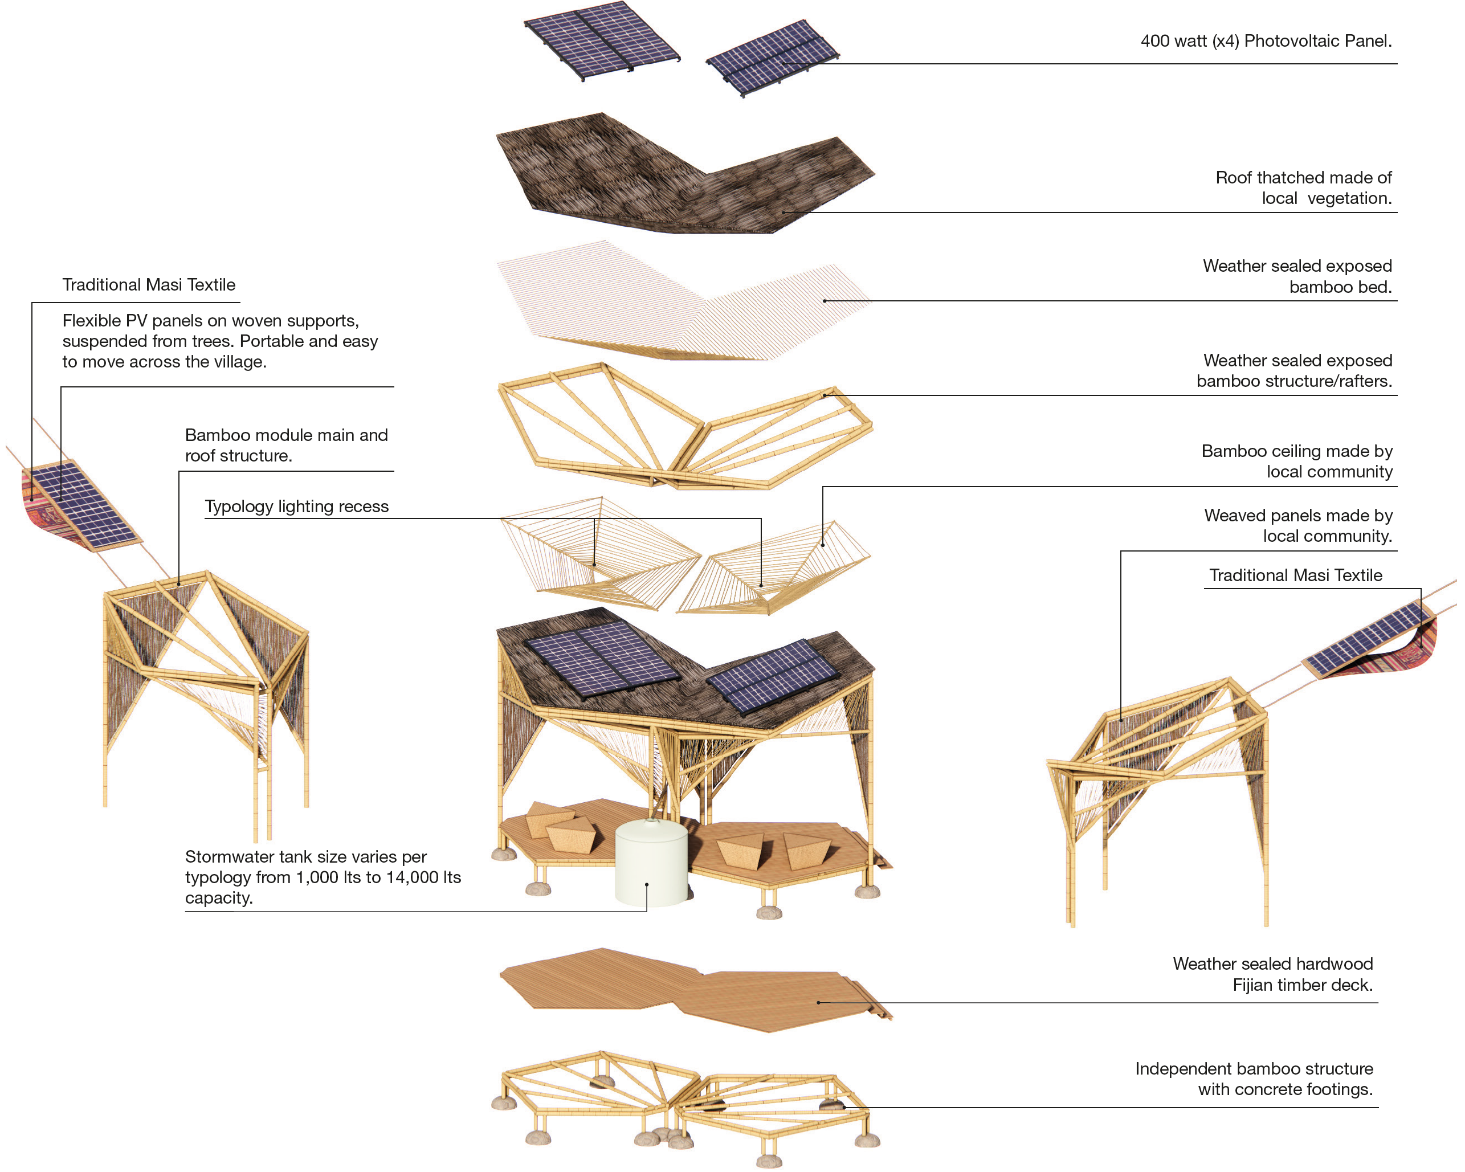 400 watt (x4) Photovoltaic Panel.
Roof thatched made of
local vegetation.
Weather sealed exposed
bamboo bed.
Traditional Masi Textile
Flexible PV panels on woven supports,
suspended from trees. Portable and easy
to move across the village.
Weather sealed exposed
bamboo structure/rafters.
Bamboo module main and
roof structure.
Bamboo ceiling made by
local community
Typology lighting recess
Weaved panels made by
local community.
Traditional Masi Textile
Stormwater tank size varies per
typology from 1,000 lts to 14,000 lts
capacity.
Weather sealed hardwood
Fijian timber deck.
Independent bamboo structure
with concrete footings.